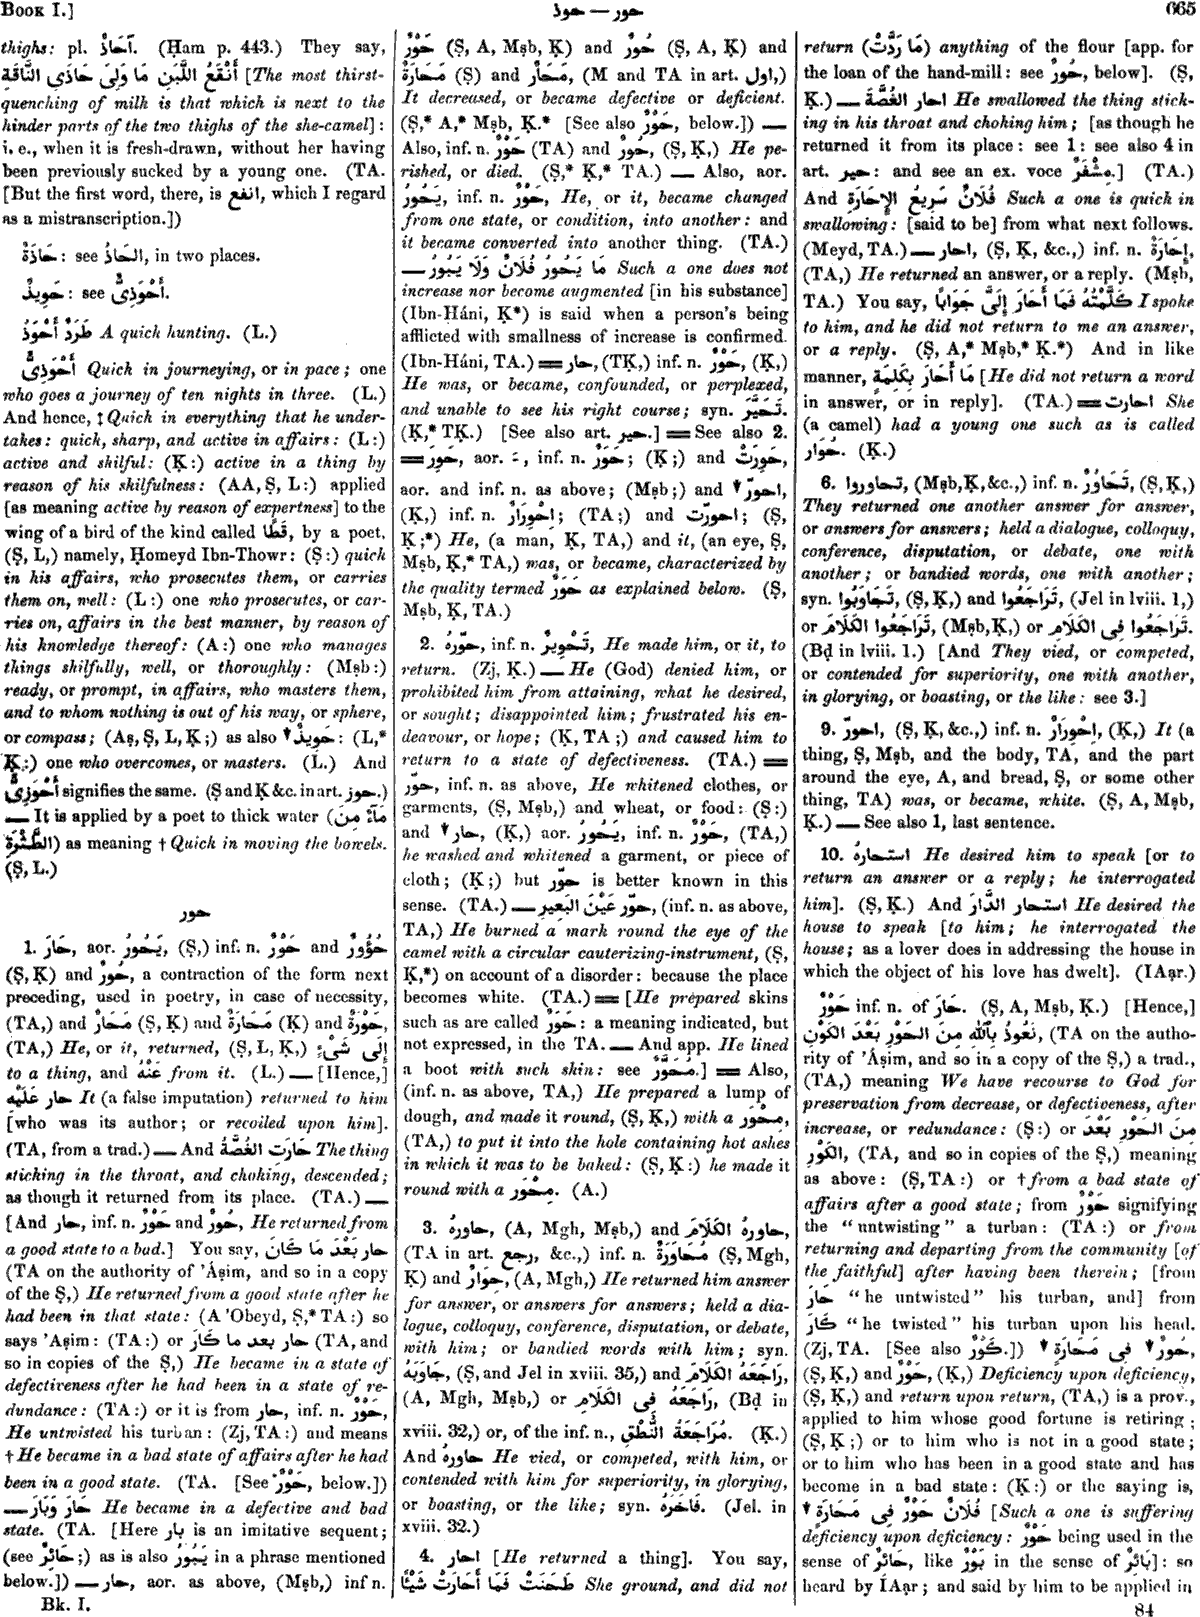 BOOK I.]
حور — حوذ
665
thighs: pl. آحَاذٌ. (Ḥam p. 443.) They say,
أَنْفَعُ اللَّبَنِ مَا وَلِىَ حَاذَىِ النَّاقَةِ [The most thirst-
quenching of milk is that which is next to the
hinder parts of the two thighs of the she-camel]:
i. e., when it is fresh-drawn, without her having
been previously sucked by a young one. (TA.
[But the first word, there, is انفع, which I regard
as a mistranscription.])
حَاذَةٌ: see الحَاذُ, in two places.
حَوِيذٌ: see أَحْوَذِىٌّ.
طَرَدٌ أَحْوَذُ A quick hunting. (L.)
أَحْوَذِىٌّ Quick in journeying, or in pace; one
who goes a journey of ten nights in three. (L.)
And hence, ‡ Quick in everything that he under-
takes: quick, sharp, and active in affairs: (L:)
active and skilful: (Ḳ:) active in a thing by
reason of his skilfulness: (AA, Ṣ, L:) applied
[as meaning active by reason of expertness] to the
wing of a bird of the kind called قَطًا, by a poet,
(Ṣ, L,) namely, Ḥomeyd Ibn-Thowr: (Ṣ:) quick
in his affairs, who prosecutes them, or carries
them on, well: (L:) one who prosecutes, or car-
ries on, affairs in the best manner, by reason of
his knowledge thereof: (A:) one who manages
things skilfully, well, or thoroughly: (Mṣb:)
ready, or prompt, in affairs, who masters them,
and to whom nothing is out of his way, or sphere,
or compass; (Aṣ, Ṣ, L, Ḳ;) as also ▾ حَوِيذٌ: (L,*
Ḳ:) one who overcomes, or masters. (L.) And
أَحْوَزِىٌّ signifies the same. (Ṣ and Ḳ &c. in art. حوز.)
— It is applied by a poet to thick water (مَآءٌ مِنَ
الطَّثْرَةِ) as meaning † Quick in moving the bowels.
(Ṣ, L.)
حور
1. حَارَ, aor. يَحُورُ, (Ṣ,) inf. n. حَوْرٌ and حُؤُورٌ
(Ṣ, Ḳ) and حُورٌ, a contraction of the form next
preceding, used in poetry, in case of necessity,
(TA,) and مَحَارٌ (Ṣ, Ḳ) and مَحَارَةٌ (Ḳ) and حَوْرَةٌ,
(TA,) He, or it, returned, (Ṣ, L, Ḳ,) إِلَى شَىْءٍ
to a thing, and عَنْهُ from it. (L.) — [Hence,]
حار عَلَيْهِ It (a false imputation) returned to him
[who was its author; or recoiled upon him].
(TA, from a trad.) — And حَارَتِ الغُصَّةُ The thing
sticking in the throat, and choking, descended;
as though it returned from its place. (TA.) —
[And حار, inf. n. حَوْرٌ and حُورٌ, He returned from
a good state to a bad.] You say, حار بَعْدَ مَا كَانَ
(TA on the authority of 'Áṣim, and so in a copy
of the Ṣ,) He returned from a good state after he
had been in that state: (A 'Obeyd, Ṣ,* TA:) so
says 'Áṣim: (TA:) or حار بعد ما كَارَ (TA, and
so in copies of the Ṣ,) He became in a state of
defectiveness after he had been in a state of re-
dundance: (TA:) or it is from حار, inf. n. حَوْرٌ,
He untwisted his turban: (Zj, TA:) and means
† He became in a bad state of affairs after he had
been in a good state. (TA. [See حَوْرٌ, below.])
— حَارَ وَبَارَ He became in a defective and bad
state. (TA. [Here بار is an imitative sequent;
(see حَائِرٌ;) as is also يَبُورُ in a phrase mentioned
below.]) — حار, aor. as above, (Mṣb,) inf n.
حَوْرٌ (Ṣ, A, Mṣb, Ḳ) and حُورٌ (Ṣ, A, Ḳ) and
مَحَارَةٌ (Ṣ) and مَحَارٌ, (M and TA in art. اول,)
It decreased, or became defective or deficient.
(Ṣ,* A,* Mṣb, Ḳ.* [See also حَوْرٌ, below.]) —
Also, inf. n. حَوْرٌ (TA) and حُورٌ, (Ṣ, Ḳ,) He pe-
rished, or died. (Ṣ,* Ḳ,* TA.) — Also, aor.
يَحُورُ, inf. n. حَوْرٌ, He, or it, became changed
from one state, or condition, into another: and
it became converted into another thing. (TA.)
— مَا يَحُورُ فُلَانٌ وَلَا يَبُورُ Such a one does not
increase nor become augmented [in his substance]
(Ibn-Háni, Ḳ*) is said when a person's being
afflicted with smallness of increase is confirmed.
(Ibn-Háni, TA.) = حار, (TḲ,) inf. n. حَوْرٌ, (Ḳ,)
He was, or became, confounded, or perplexed,
and unable to see his right course; syn. تَحَيَّرَ.
(Ḳ,* TḲ.) [See also art. حير.] = See also 2.
= حَوِرَ, aor. ـَ, inf. n. حَوَرٌ; (Ḳ;) and حَوِرَتْ,
aor. and inf. n. as above; (Mṣb;) and ▾ احورّ,
(Ḳ,) inf. n. اِحْوِرَارٌ; (TA;) and احورّت; (Ṣ,
Ḳ;*) He, (a man, Ḳ, TA,) and it, (an eye, Ṣ,
Mṣb, Ḳ,* TA,) was, or became, characterized by
the quality termed حَوَرٌ as explained below. (Ṣ,
Mṣb, Ḳ, TA.)
2. حوّرهُ, inf. n. تَحْوِيرٌ, He made him, or it, to
return. (Zj, Ḳ.) — He (God) denied him, or
prohibited him from attaining, what he desired,
or sought; disappointed him; frustrated his en-
deavour, or hope; (Ḳ, TA;) and caused him to
return to a state of defectiveness. (TA.) =
حوّر, inf. n. as above, He whitened clothes, or
garments, (Ṣ, Mṣb,) and wheat, or food: (Ṣ:)
and ▾ حار, (Ḳ,) aor. يَحُورُ, inf. n. حَوْرٌ, (TA,)
he washed and whitened a garment, or piece of
cloth; (Ḳ;) but حوّر is better known in this
sense. (TA.) — حوّر عَيْنَ البَعِيرِ, (inf. n. as above,
TA,) He burned a mark round the eye of the
camel with a circular cauterizing-instrument, (Ṣ,
Ḳ,*) on account of a disorder: because the place
becomes white. (TA.) = [He prepared skins
such as are called حَوَرٌ: a meaning indicated, but
not expressed, in the TA. — And app. He lined
a boot with such skin: see مُحَوَّرٌ.] = Also,
(inf. n. as above, TA,) He prepared a lump of
dough, and made it round, (Ṣ, Ḳ,) with a مِحْوَر,
(TA,) to put it into the hole containing hot ashes
in which it was to be baked: (Ṣ, Ḳ:) he made it
round with a مِحْوَر. (A.)
3. حاورهُ, (A, Mgh, Mṣb,) and حاورهُ الكَلَامَ,
(TA in art. رجع, &c.,) inf. n. مُحَاوَرَةٌ (Ṣ, Mgh,
Ḳ) and حِوَارٌ, (A, Mgh,) He returned him answer
for answer, or answers for answers; held a dia-
logue, colloquy, conference, disputation, or debate,
with him; or bandied words with him; syn.
جَاوَبَهُ, (Ṣ, and Jel in xviii. 35,) and رَاجَعَهُ الكَلَامَ,
(A, Mgh, Mṣb,) or رَاجَعَهُ فِى الكَلَامِ, (Bḍ in
xviii. 32,) or, of the inf. n., مُرَاجَعَةُ النُّطْقِ. (Ḳ.)
And حاورهُ He vied, or competed, with him, or
contended with him for superiority, in glorying,
or boasting, or the like; syn. فَاخَرَهُ. (Jel. in
xviii. 32.)
4. احار [He returned a thing]. You say,
طَحَنَتْ فَمَا أَحَارَتْ شَيْئًا She ground, and did not
return (مَا رَدَّتْ) anything of the flour [app. for
the loan of the hand-mill: see حُورٌ, below]. (Ṣ,
Ḳ.) — احار الغُصَّةَ He swallowed the thing stick-
ing in his throat and choking him; [as though he
returned it from its place: see 1: see also 4 in
art. حير: and see an ex. voce مِشْفَرٌ.] (TA.)
And فُلَانٌ سَرِيعُ الإِحَارَةِ Such a one is quick in
swallowing: [said to be] from what next follows.
(Meyd, TA.) — احار, (Ṣ, Ḳ, &c.,) inf. n. إِحَارَةٌ,
(TA,) He returned an answer, or a reply. (Mṣb,
TA.) You say, كَلَّمْتُهُ فَمَا أَحَارَ إِلَىَّ جَوَابًا I spoke
to him, and he did not return to me an answer,
or a reply. (Ṣ, A,* Mṣb,* Ḳ.*) And in like
manner, مَا أَحَارَ بِكَلِمَةٍ [He did not return a word
in answer, or in reply]. (TA.) = احارت She
(a camel) had a young one such as is called
حُوَار. (Ḳ.)
6. تحاوروا, (Mṣb, Ḳ, &c.,) inf. n. تَحَاوُرٌ, (Ṣ, Ḳ,)
They returned one another answer for answer,
or answers for answers; held a dialogue, colloquy,
conference, disputation, or debate, one with
another; or bandied words, one with another;
syn. تَجَاوَبُوا, (Ṣ, Ḳ,) and تَرَاجَعُوا, (Jel in lviii. 1,)
or تَرَاجَعُوا الكَلَامَ, (Mṣb, Ḳ,) or تَرَاجَعُوا فِى الكَلَامِ.
(Bḍ in lviii. 1.) [And They vied, or competed,
or contended for superiority, one with another,
in glorying, or boasting, or the like: see 3.]
9. احورّ, (Ṣ, Ḳ, &c.,) inf. n. اِحْوِرَارٌ, (Ḳ,) It (a
thing, Ṣ, Mṣb, and the body, TA, and the part
around the eye, A, and bread, Ṣ, or some other
thing, TA) was, or became, white. (Ṣ, A, Mṣb,
Ḳ.) — See also 1, last sentence.
10. استحارهُ He desired him to speak [or to
return an answer or a reply; he interrogated
him]. (Ṣ, Ḳ.) And استحار الدَّارَ He desired the
house to speak [to him; he interrogated the
house; as a lover does in addressing the house in
which the object of his love has dwelt]. (IAạr.)
حَوْرٌ inf. n. of حَارَ. (Ṣ, A, Mṣb, Ḳ.) [Hence,]
نَعُوذُ بِٱللّٰهِ مِنَ الحَوْرِ بَعْدَ الكَوْنِ, (TA on the autho-
rity of 'Áṣim, and so in a copy of the Ṣ,) a trad.,
(TA,) meaning We have recourse to God for
preservation from decrease, or defectiveness, after
increase, or redundance: (Ṣ:) or مِنَ الحَوْرِ بَعْدَ
الكَوْرِ, (TA, and so in copies of the Ṣ,) meaning
as above: (Ṣ, TA:) or † from a bad state of
affairs after a good state; from حَوْرٌ signifying
the "untwisting" a turban: (TA:) or from
returning and departing from the community [of
the faithful] after having been therein; [from
حَارَ "he untwisted" his turban, and] from
كَارَ "he twisted" his turban upon his head.
(Zj, TA. [See also كَوْرٌ.]) ▾ حُورٌ فِى مَحَارَةٍ ▾,
(Ṣ, Ḳ,) and حَوْرٌ, (Ḳ,) Deficiency upon deficiency,
(Ṣ, Ḳ,) and return upon return, (TA,) is a prov.,
applied to him whose good fortune is retiring;
(Ṣ, Ḳ;) or to him who is not in a good state;
or to him who has been in a good state and has
become in a bad state: (Ḳ:) or the saying is,
فُلَانٌ حَوْرٌ فِى مَحَارَةٍ ▾ [Such a one is suffering
deficiency upon deficiency: حَوْرٌ being used in the
sense of حَائِرٌ, like بَوْرٌ in the sense of بَائِرٌ]: so
heard by IAạr; and said by him to be applied in
Bk. I.
84